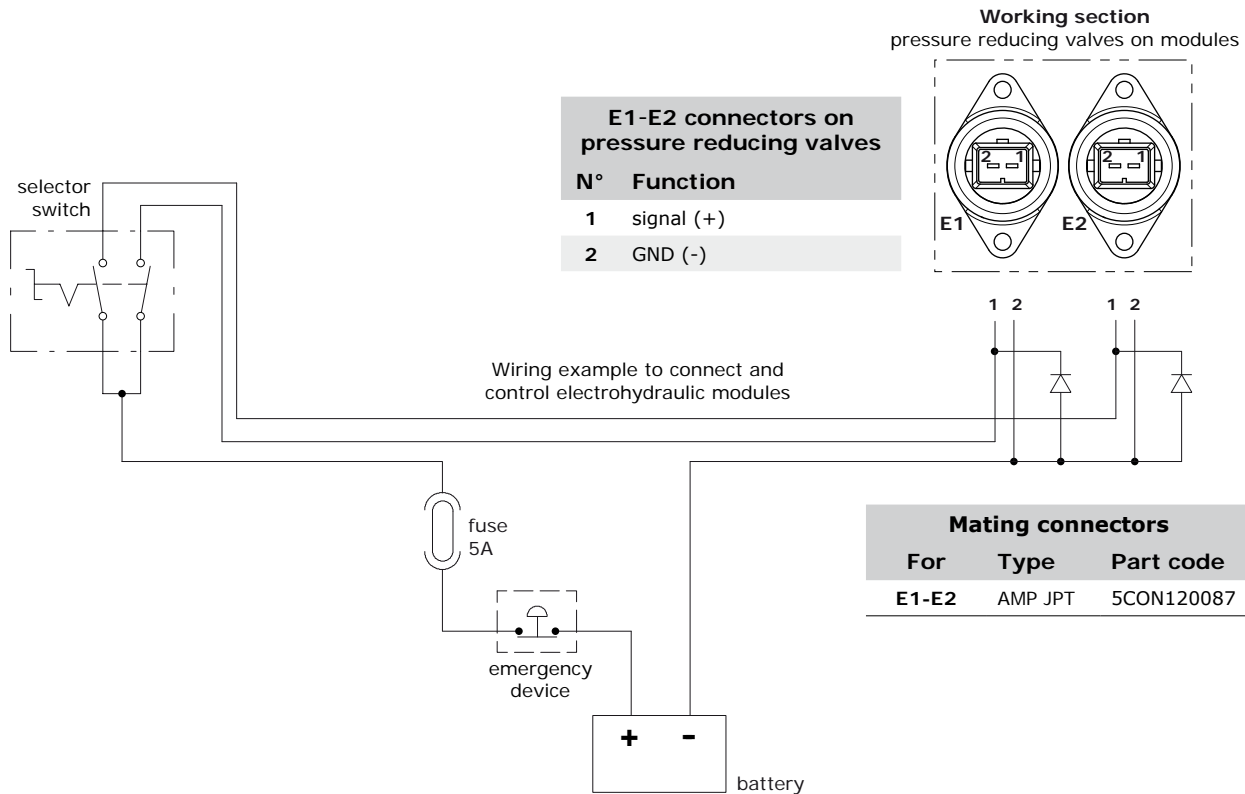 Working section
pressure reducing valves on modules
E1-E2 connectors on
pressure reducing valves
N° Function
1 signal (+)
2 GND (-)
2 1
2 1
E1
E2
selector
switch
1 2
1 2
Wiring example to connect and
control electrohydraulic modules
fuse
5A
Mating connectors
For Type Part code
E1-E2 AMP JPT 5CON120087
emergency
device
+ -
battery